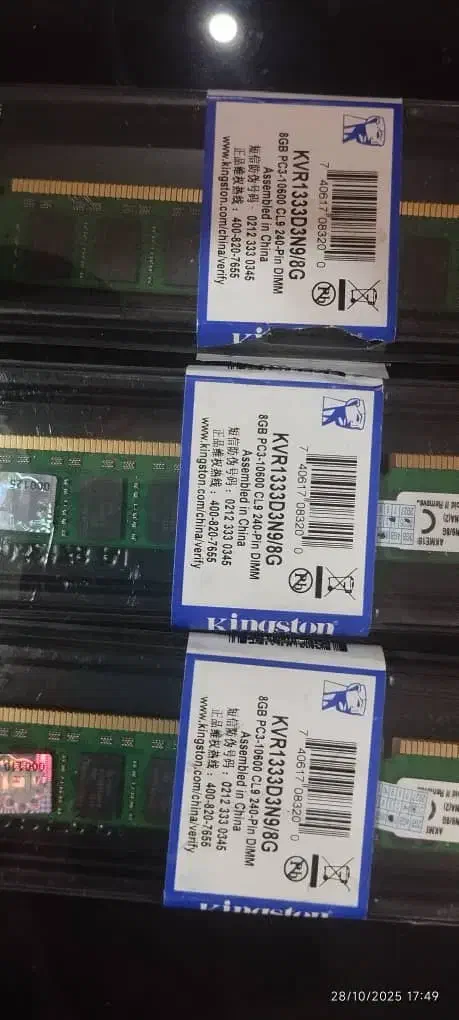 7 40617 08320 0
KVR1333D3N9/8G
8GB PC3-10600 CL9 240-Pin DIMM
Assembled in China
短信防伪号码: 0212 333 0345
正品维权热线: 400-820-7655
www.kingston.com/china/verify
Pb
7 40617 08320 0
KVR1333D3N9/8G
8GB PC3-10600 CL9 240-Pin DIMM
Assembled in China
短信防伪号码: 0212 333 0345
正品维权热线: 400-820-7655
www.kingston.com/china/verify
Pb
Kingston
7 40617 08320 0
KVR1333D3N9/8G
8GB PC3-10600 CL9 240-Pin DIMM
Assembled in China
短信防伪号码: 0212 333 0345
正品维权热线: 400-820-7655
www.kingston.com/china/verify
Pb
Kingston
28/10/2025 17:49